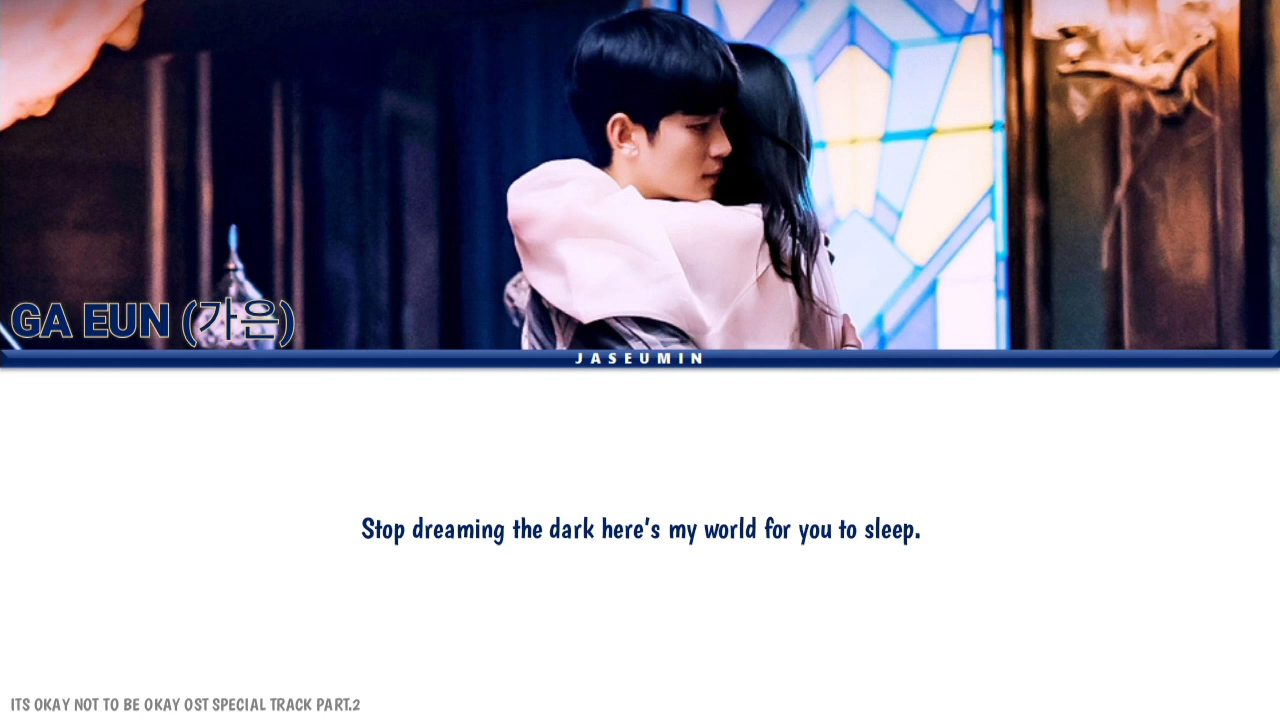 GA EUN (가은)
JASEUMIN
Stop dreaming the dark here's my world for you to sleep.
ITS OKAY NOT TO BE OKAY OST SPECIAL TRACK PART.2